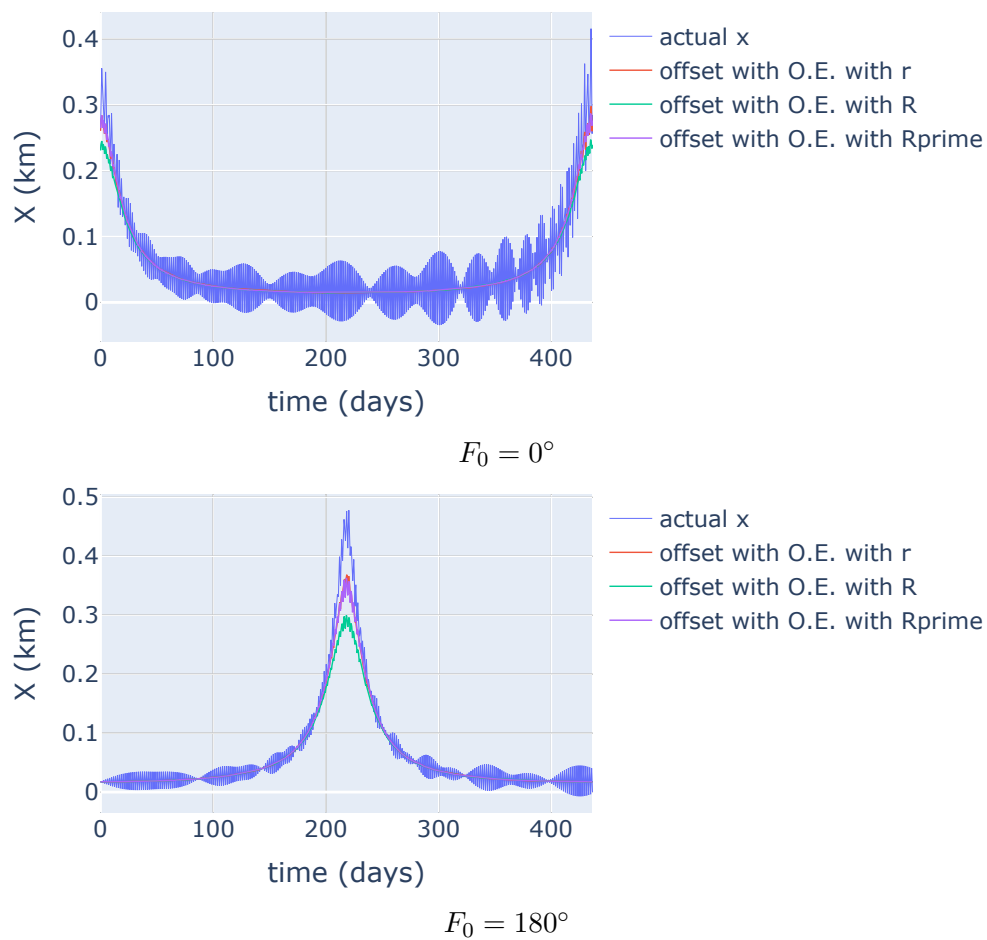 0.4
0.3
0.2
0.1
0
X (km)
0 100 200 300 400
time (days)
actual x
offset with O.E. with r
offset with O.E. with R
offset with O.E. with Rprime
F₀ = 0°
0.5
0.4
0.3
0.2
0.1
0
X (km)
0 100 200 300 400
time (days)
actual x
offset with O.E. with r
offset with O.E. with R
offset with O.E. with Rprime
F₀ = 180°